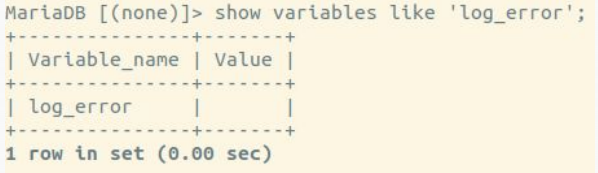 MariaDB [(none)]> show variables like 'log_error';
+---------------+-------+
| Variable_name | Value |
+---------------+-------+
| log_error     |       |
+---------------+-------+
1 row in set (0.00 sec)